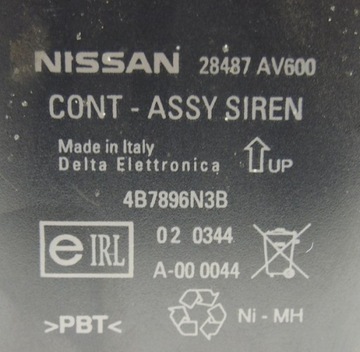 NISSAN 28487 AV600
CONT - ASSY SIREN
Made in Italy
Delta Elettronica
UP
4B7896N3B
e IRL
02 0344
A-00 0044
>PBT<
Ni - MH